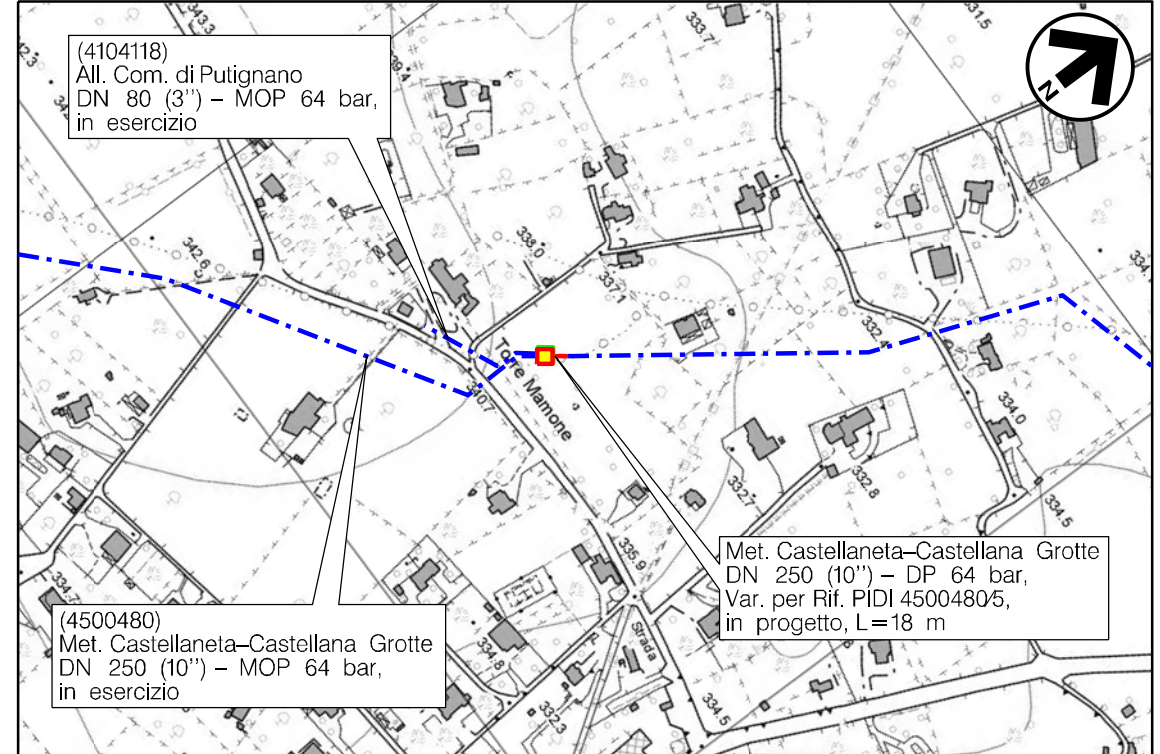 343.3
333.7
331.5
342.3
339.4
(4104118)
All. Com. di Putignano
DN 80 (3'') – MOP 64 bar,
in esercizio
N
342.6
338.0
337.1
332.4
340.7
Torre Mamone
334.0
332.7
332.8
334.5
335.9
Met. Castellaneta–Castellana Grotte
DN 250 (10'') – DP 64 bar,
Var. per Rif. PIDI 4500480/5,
in progetto, L=18 m
(4500480)
Met. Castellaneta–Castellana Grotte
DN 250 (10'') – MOP 64 bar,
in esercizio
334.8
Strada
332.3
334.5